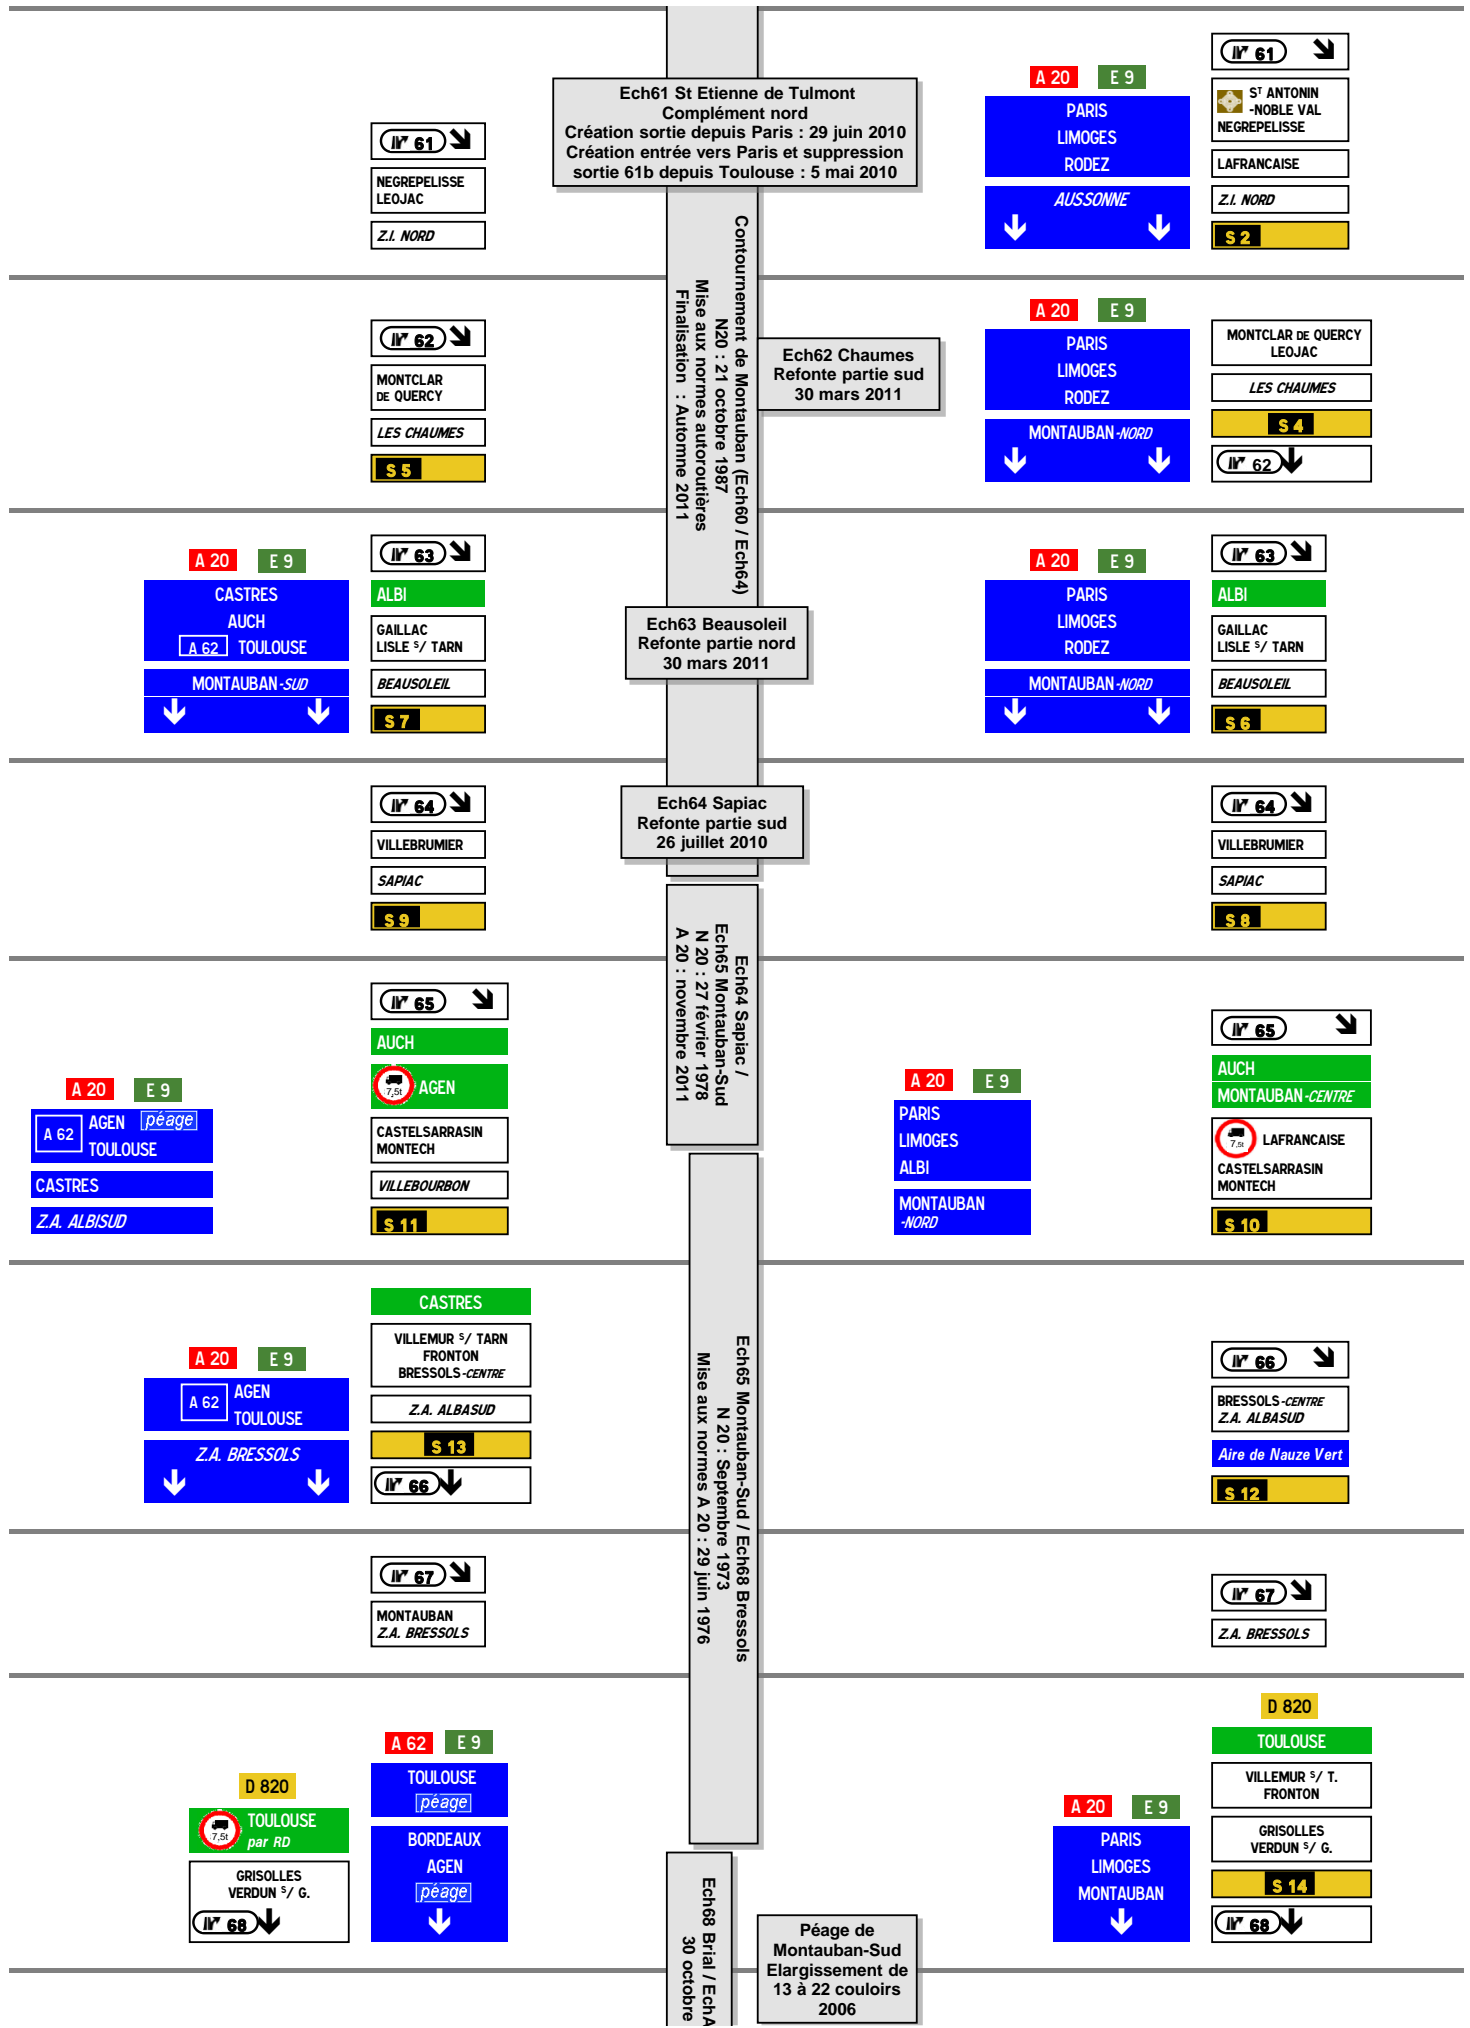 61
NEGREPELISSE
LEOJAC
Z.I. NORD
Ech61 St Etienne de Tulmont
Complément nord
Création sortie depuis Paris : 29 juin 2010
Création entrée vers Paris et suppression
sortie 61b depuis Toulouse : 5 mai 2010
A 20 E 9
PARIS
LIMOGES
RODEZ
AUSSONNE
61
Sᵀ ANTONIN
-NOBLE VAL
NEGREPELISSE
LAFRANCAISE
Z.I. NORD
S 2
Contournement de Montauban (Ech60 / Ech64)
N20 : 21 octobre 1987
Mise aux normes autoroutières
Finalisation : Automne 2011
62
MONTCLAR
DE QUERCY
LES CHAUMES
S 5
Ech62 Chaumes
Refonte partie sud
30 mars 2011
A 20 E 9
PARIS
LIMOGES
RODEZ
MONTAUBAN-NORD
MONTCLAR DE QUERCY
LEOJAC
LES CHAUMES
S 4
62
A 20 E 9
CASTRES
AUCH
A 62 TOULOUSE
MONTAUBAN-SUD
63
ALBI
GAILLAC
LISLE ˢ/ TARN
BEAUSOLEIL
S 7
Ech63 Beausoleil
Refonte partie nord
30 mars 2011
A 20 E 9
PARIS
LIMOGES
RODEZ
MONTAUBAN-NORD
63
ALBI
GAILLAC
LISLE ˢ/ TARN
BEAUSOLEIL
S 6
64
VILLEBRUMIER
SAPIAC
S 9
Ech64 Sapiac
Refonte partie sud
26 juillet 2010
64
VILLEBRUMIER
SAPIAC
S 8
A 20 E 9
A 62 AGEN péage
TOULOUSE
CASTRES
Z.A. ALBISUD
65
AUCH
7,5t AGEN
CASTELSARRASIN
MONTECH
VILLEBOURBON
S 11
Ech64 Sapiac /
Ech65 Montauban-Sud
N 20 : 27 février 1978
A 20 : novembre 2011
A 20 E 9
PARIS
LIMOGES
ALBI
MONTAUBAN
-NORD
65
AUCH
MONTAUBAN-CENTRE
7,5t LAFRANCAISE
CASTELSARRASIN
MONTECH
S 10
A 20 E 9
A 62 AGEN
TOULOUSE
Z.A. BRESSOLS
CASTRES
VILLEMUR ˢ/ TARN
FRONTON
BRESSOLS-CENTRE
Z.A. ALBASUD
S 13
66
Ech65 Montauban-Sud / Ech68 Bressols
N 20 : Septembre 1973
Mise aux normes A 20 : 29 juin 1976
66
BRESSOLS-CENTRE
Z.A. ALBASUD
Aire de Nauze Vert
S 12
67
MONTAUBAN
Z.A. BRESSOLS
67
Z.A. BRESSOLS
D 820
7,5t TOULOUSE
par RD
GRISOLLES
VERDUN ˢ/ G.
68
A 62 E 9
TOULOUSE
péage
BORDEAUX
AGEN
péage
Ech68 Brial / EchA
30 octobre
Péage de
Montauban-Sud
Elargissement de
13 à 22 couloirs
2006
A 20 E 9
PARIS
LIMOGES
MONTAUBAN
D 820
TOULOUSE
VILLEMUR ˢ/ T.
FRONTON
GRISOLLES
VERDUN ˢ/ G.
S 14
68